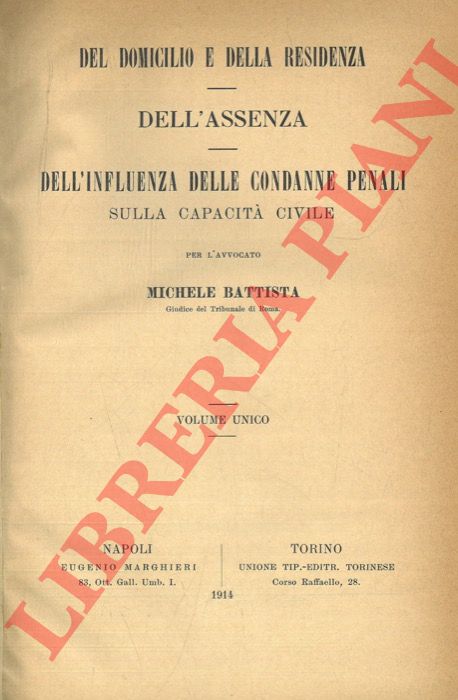 DEL DOMICILIO E DELLA RESIDENZA
DELL'ASSENZA
DELL'INFLUENZA DELLE CONDANNE PENALI
SULLA CAPACITÀ CIVILE
PER L'AVVOCATO
MICHELE BATTISTA
Giudice del Tribunale di Roma.
VOLUME UNICO
NAPOLI
EUGENIO MARGHIERI
83, Ott. Gall. Umb. I.
TORINO
UNIONE TIP.-EDITR. TORINESE
Corso Raffaello, 28.
1914
LIBRERIA PIANI